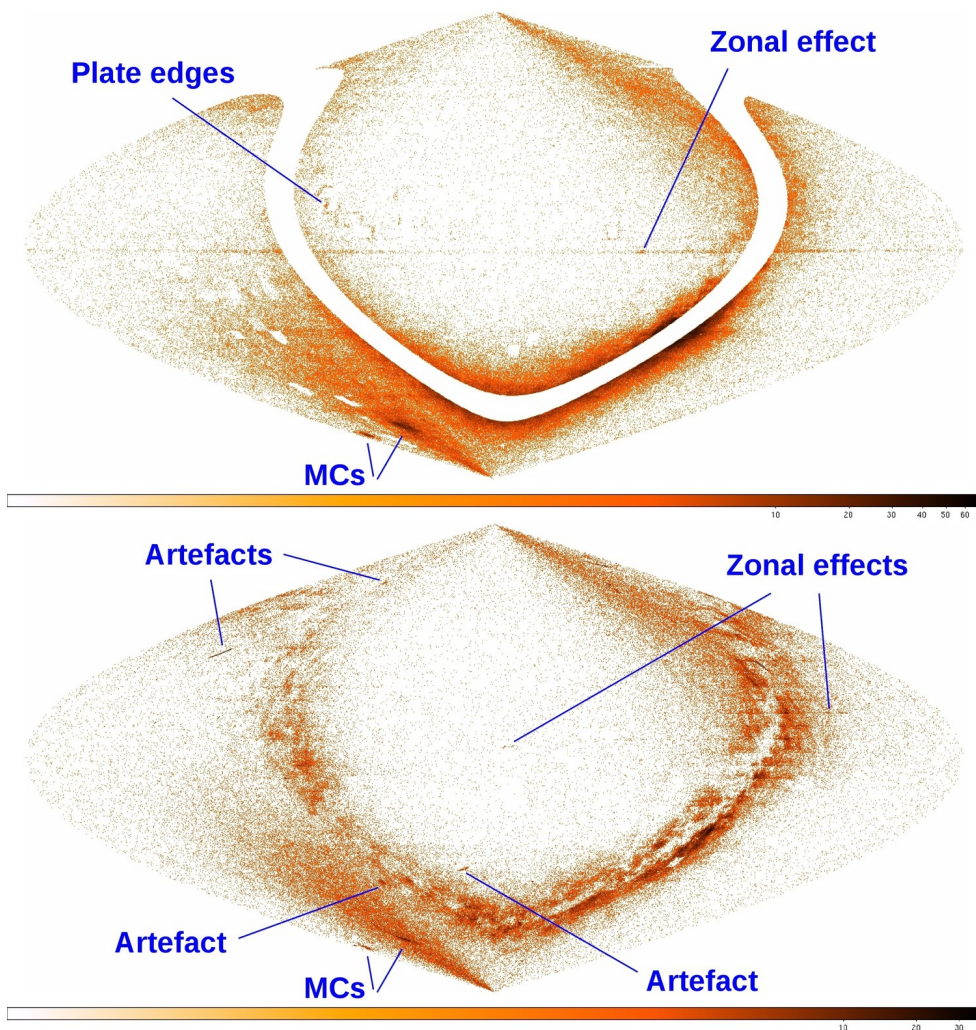 Zonal effect
Plate edges
MCs
10 20 30 40 50 60
Artefacts
Zonal effects
Artefact
MCs
Artefact
10 20 30